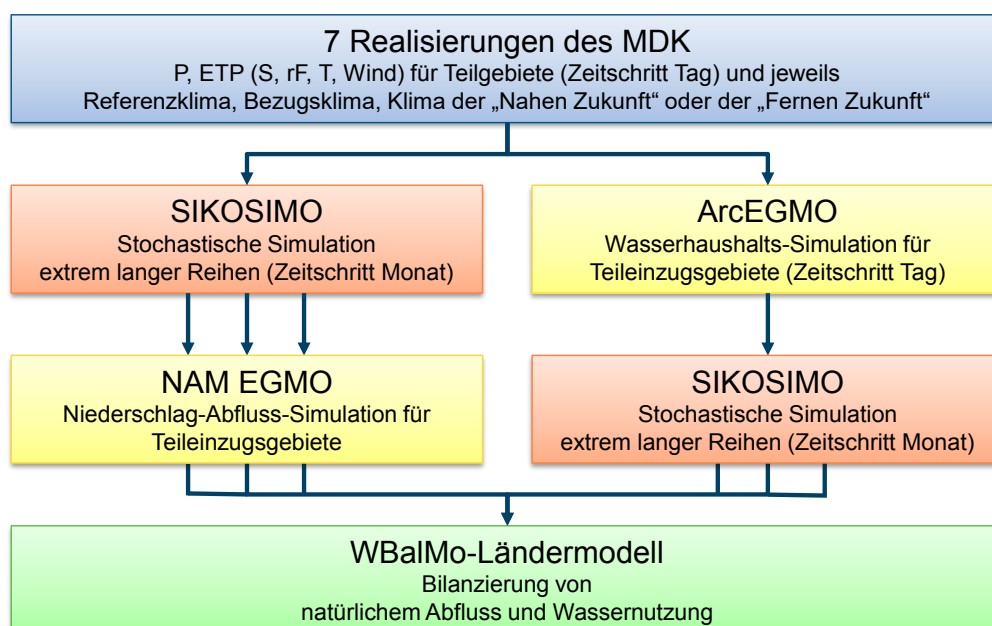 7 Realisierungen des MDK
P, ETP (S, rF, T, Wind) für Teilgebiete (Zeitschritt Tag) und jeweils
Referenzklima, Bezugsklima, Klima der „Nahen Zukunft“ oder der „Fernen Zukunft“
SIKOSIMO
Stochastische Simulation
extrem langer Reihen (Zeitschritt Monat)
ArcEGMO
Wasserhaushalts-Simulation für
Teileinzugsgebiete (Zeitschritt Tag)
NAM EGMO
Niederschlag-Abfluss-Simulation für
Teileinzugsgebiete
SIKOSIMO
Stochastische Simulation
extrem langer Reihen (Zeitschritt Monat)
WBalMo-Ländermodell
Bilanzierung von
natürlichem Abfluss und Wassernutzung